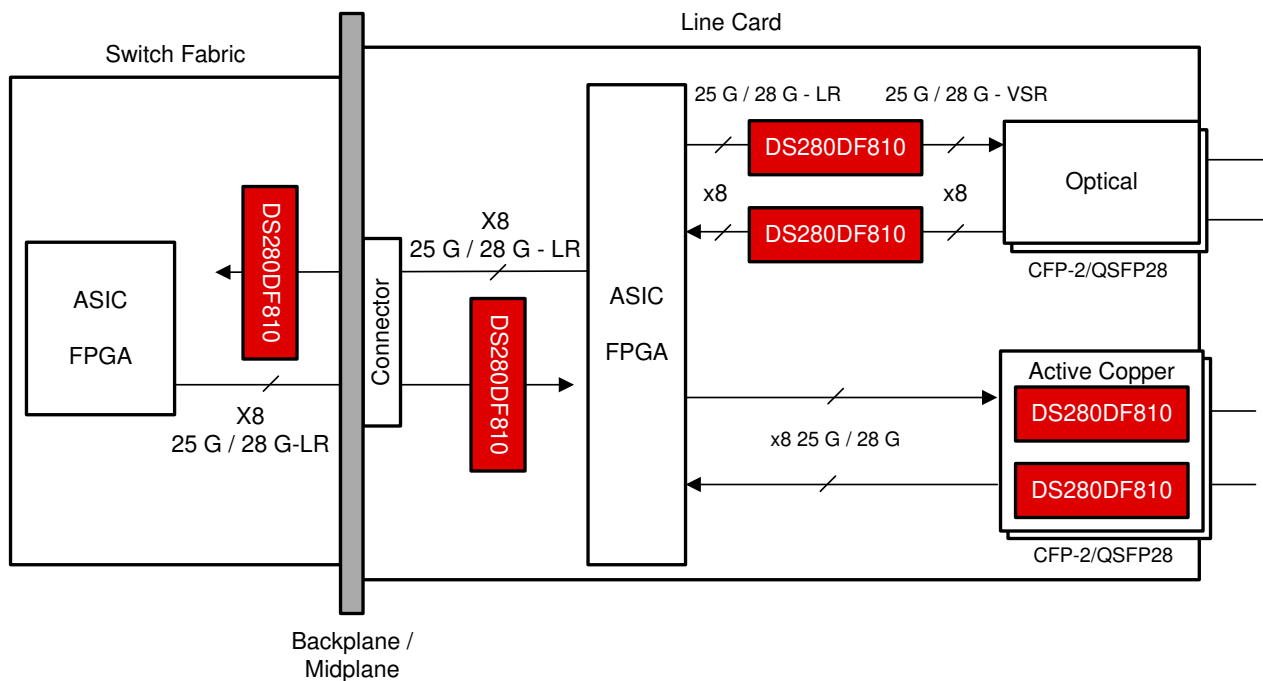 Line Card
Switch Fabric
25 G / 28 G - LR
25 G / 28 G - VSR
DS280DF810
Optical
x8
x8
DS280DF810
CFP-2/QSFP28
DS280DF810
X8
25 G / 28 G - LR
ASIC
FPGA
Connector
DS280DF810
ASIC
FPGA
X8
25 G / 28 G-LR
Active Copper
DS280DF810
x8 25 G / 28 G
DS280DF810
CFP-2/QSFP28
Backplane /
Midplane